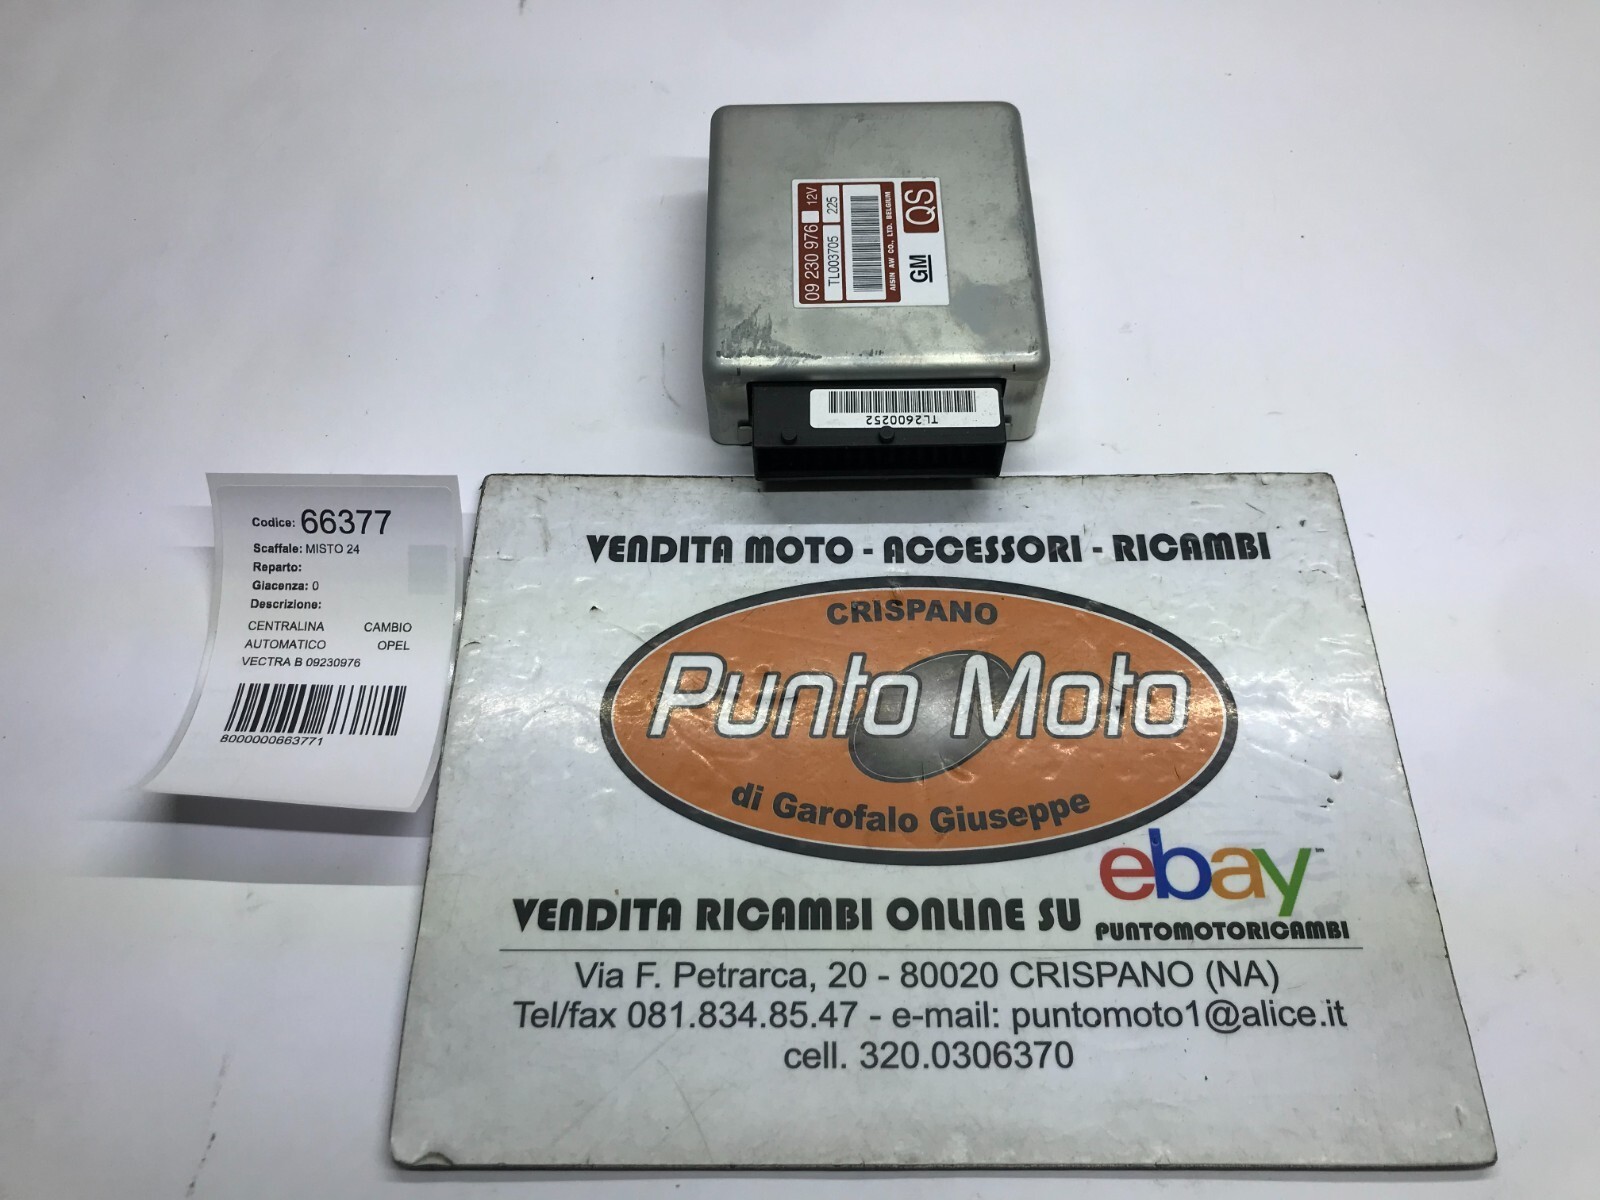 09 230 976 12V
TL003705 225
AISIN AW CO., LTD. BELGIUM
GM QS
TL2600252
Codice: 66377
Scaffale: MISTO 24
Reparto:
Giacenza: 0
Descrizione:
CENTRALINA CAMBIO
AUTOMATICO OPEL
VECTRA B 09230976
8000000663771
VENDITA MOTO - ACCESSORI - RICAMBI
CRISPANO
Punto Moto
di Garofalo Giuseppe
ebay™
VENDITA RICAMBI ONLINE SU
PUNTOMOTORICAMBI
Via F. Petrarca, 20 - 80020 CRISPANO (NA)
Tel/fax 081.834.85.47 - e-mail: puntomoto1@alice.it
cell. 320.0306370